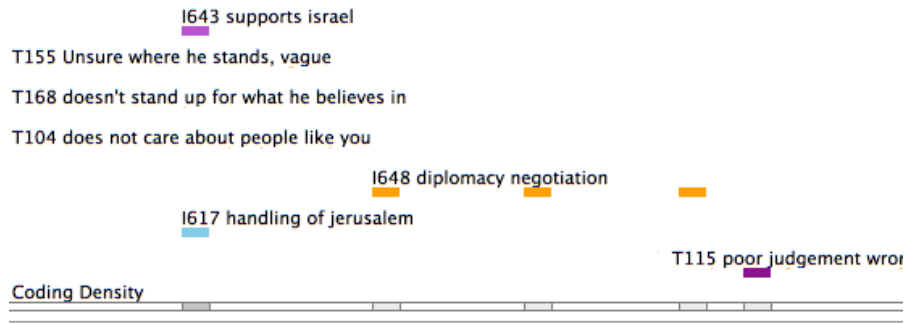 I643 supports israel
T155 Unsure where he stands, vague
T168 doesn't stand up for what he believes in
T104 does not care about people like you
I648 diplomacy negotiation
I617 handling of jerusalem
T115 poor judgement wror
Coding Density